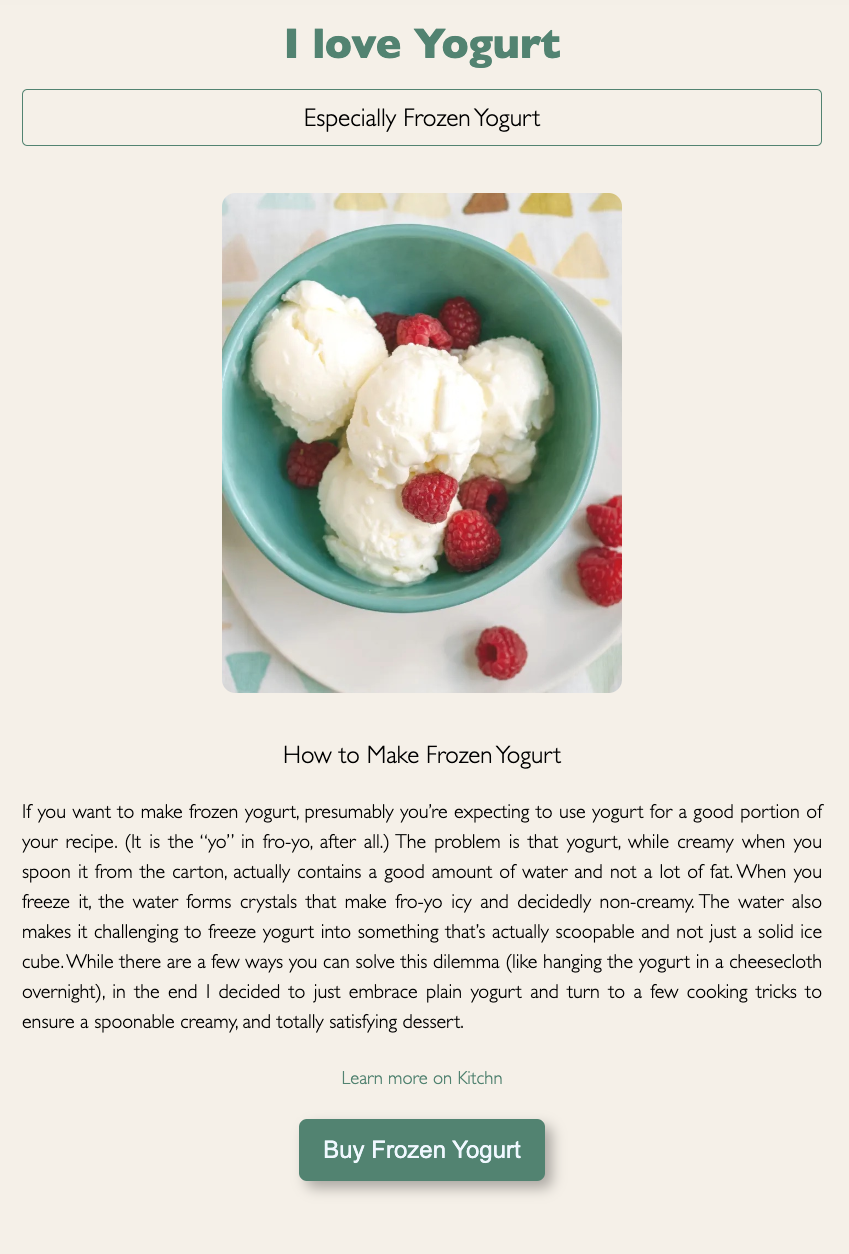 I love Yogurt
Especially Frozen Yogurt
How to Make Frozen Yogurt
If you want to make frozen yogurt, presumably you’re expecting to use yogurt for a good portion of
your recipe. (It is the “yo” in fro-yo, after all.) The problem is that yogurt, while creamy when you
spoon it from the carton, actually contains a good amount of water and not a lot of fat. When you
freeze it, the water forms crystals that make fro-yo icy and decidedly non-creamy. The water also
makes it challenging to freeze yogurt into something that’s actually scoopable and not just a solid ice
cube. While there are a few ways you can solve this dilemma (like hanging the yogurt in a cheesecloth
overnight), in the end I decided to just embrace plain yogurt and turn to a few cooking tricks to
ensure a spoonable creamy, and totally satisfying dessert.
Learn more on Kitchn
Buy Frozen Yogurt